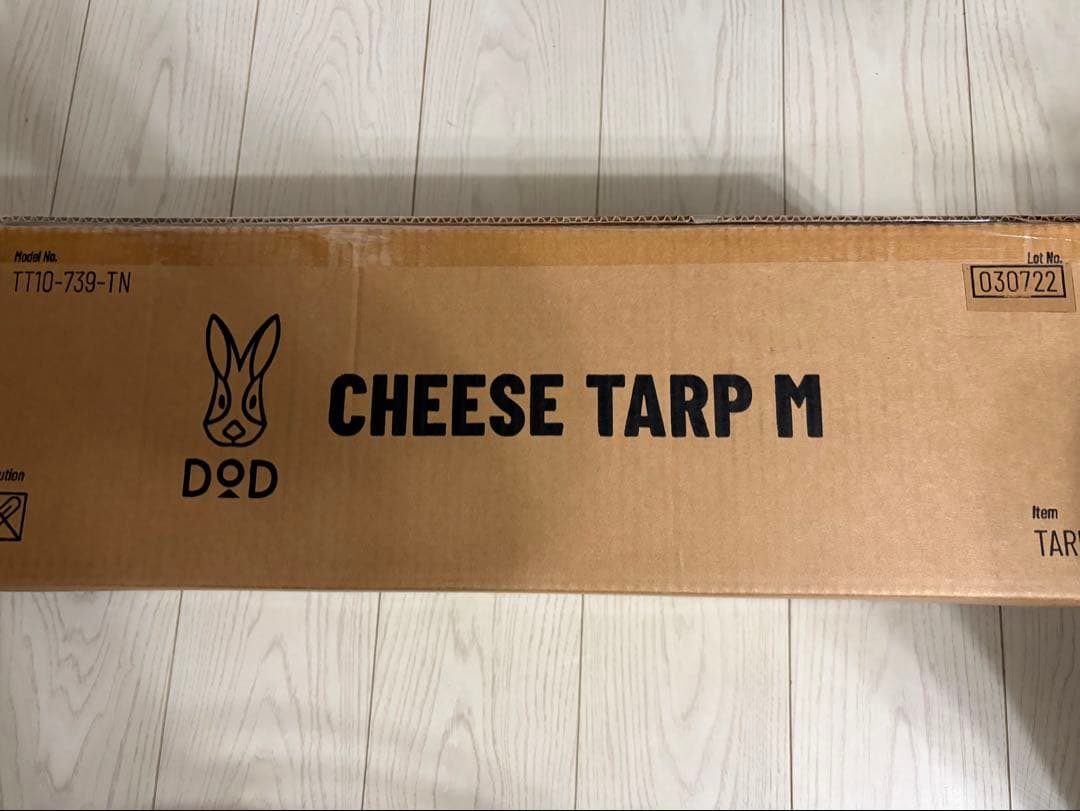 Model No.
TT10-739-TN
Lot No.
030722
DOD
CHEESE TARP M
Item